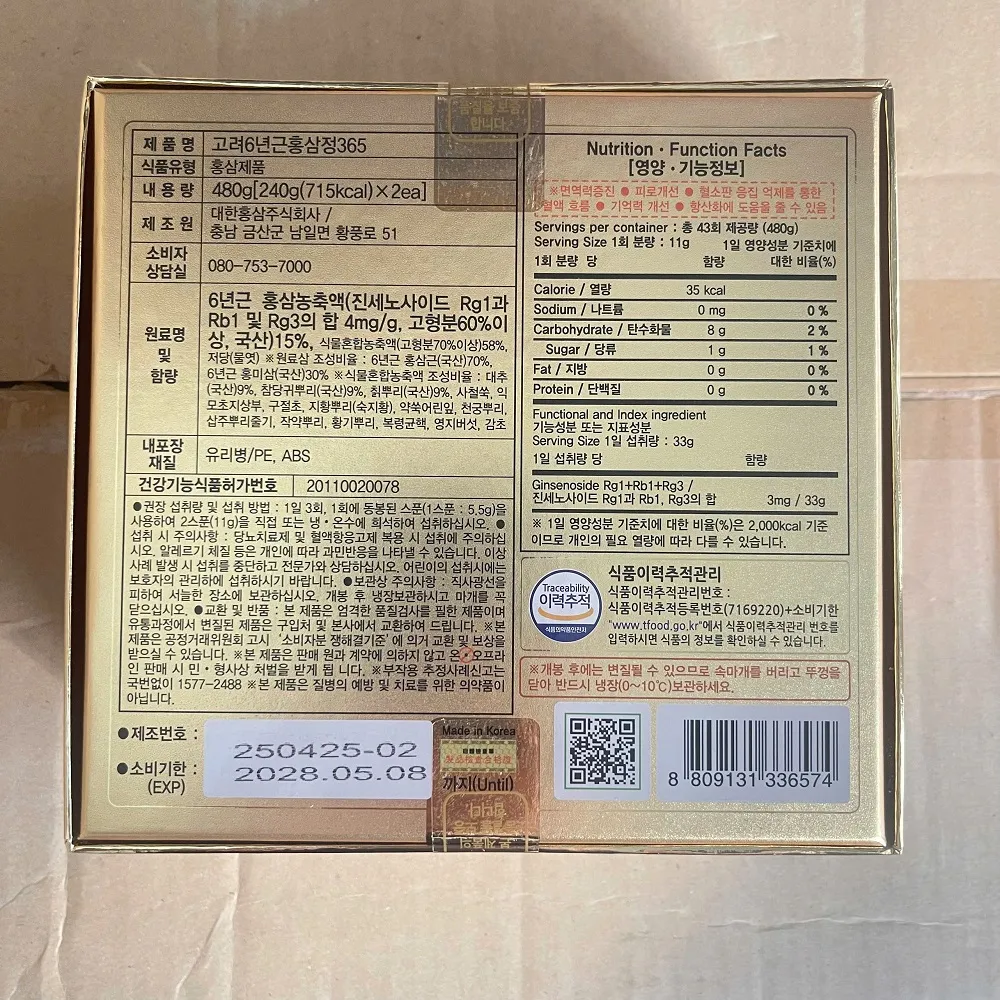 제 품 명 고려6년근홍삼정365
식품유형 홍삼제품
내 용 량 480g[240g(715kcal)×2ea]
제 조 원 대한홍삼주식회사 /
충남 금산군 남일면 황풍로 51
소비자
상담실 080-753-7000
원료명
및
함량
6년근 홍삼농축액(진세노사이드 Rg1과
Rb1 및 Rg3의 합 4mg/g, 고형분60%이
상, 국산)15%, 식물혼합농축액(고형분70%이상)58%,
저당(물엿) ※원료삼 조성비율 : 6년근 홍삼근(국산)70%,
6년근 홍미삼(국산)30% ※식물혼합농축액 조성비율 : 대추
(국산)9%, 참당귀뿌리(국산)9%, 칡뿌리(국산)9%, 사철쑥, 익
모초지상부, 구절초, 지황뿌리(숙지황), 약쑥어린잎, 천궁뿌리,
삽주뿌리줄기, 작약뿌리, 황기뿌리, 복령균핵, 영지버섯, 감초
내포장
재질 유리병/PE, ABS
건강기능식품허가번호 20110020078
●권장 섭취량 및 섭취 방법 : 1일 3회, 1회에 동봉된 스푼(1스푼 : 5.5g)을
사용하여 2스푼(11g)을 직접 또는 냉・온수에 희석하여 섭취하십시오. ●
섭취 시 주의사항 : 당뇨치료제 및 혈액항응고제 복용 시 섭취에 주의하십
시오. 알레르기 체질 등은 개인에 따라 과민반응을 나타낼 수 있습니다. 이상
사례 발생 시 섭취를 중단하고 전문가와 상담하십시오. 어린이의 섭취시에는
보호자의 관리하에 섭취하시기 바랍니다. ●보관상 주의사항 : 직사광선을
피하여 서늘한 장소에 보관하십시오. 개봉 후 냉장보관하시고 마개를 꼭
닫으십시오. ●교환 및 반품 : 본 제품은 엄격한 품질검사를 필한 제품이며
유통과정에서 변질된 제품은 구입처 및 본사에서 교환하여 드립니다. ※본
제품은 공정거래위원회 고시 '소비자분 쟁해결기준' 에 의거 교환 및 보상을
받으실 수 있습니다. ※본 제품은 판매 원과 계약에 의하지 않고 온 오프라
인 판매 시 민・형사상 처벌을 받게 됩 니다. ※부작용 추정사례신고는
국번없이 1577-2488 ※본 제품은 질병의 예방 및 치료를 위한 의약품이
아닙니다.
●제조번호 : 250425-02
●소비기한 : 2028.05.08
(EXP)
Made in Korea
까지(Until)
합니다
Nutrition · Function Facts
[영양 · 기능정보]
※면역력증진 ● 피로개선 ● 혈소판 응집 억제를 통한
혈액 흐름 ● 기억력 개선 ● 항산화에 도움을 줄 수 있음
Servings per container : 총 43회 제공량 (480g)
Serving Size 1회 분량 : 11g 1일 영양성분 기준치에
1회 분량 당 함량 대한 비율(%)
Calorie / 열량 35 kcal
Sodium / 나트륨 0 mg 0 %
Carbohydrate / 탄수화물 8 g 2 %
Sugar / 당류 1 g 1 %
Fat / 지방 0 g 0 %
Protein / 단백질 0 g 0 %
Functional and Index ingredient
기능성분 또는 지표성분
Serving Size 1일 섭취량 : 33g
1일 섭취량 당 함량
Ginsenoside Rg1+Rb1+Rg3 /
진세노사이드 Rg1과 Rb1, Rg3의 합 3mg / 33g
※ 1일 영양성분 기준치에 대한 비율(%)은 2,000kcal 기준
이므로 개인의 필요 열량에 따라 다를 수 있습니다.
Traceability
이력추적
식품의약품안전처
식품이력추적관리
식품이력추적관리번호 :
식품이력추적등록번호(7169220)+소비기한
"www.tfood.go.kr"에서 식품이력추적관리 번호를
입력하시면 식품의 정보를 확인하실 수 있습니다.
※개봉 후에는 변질될 수 있으므로 속마개를 버리고 뚜껑을
닫아 반드시 냉장(0~10℃)보관하세요.
8 809131 336574